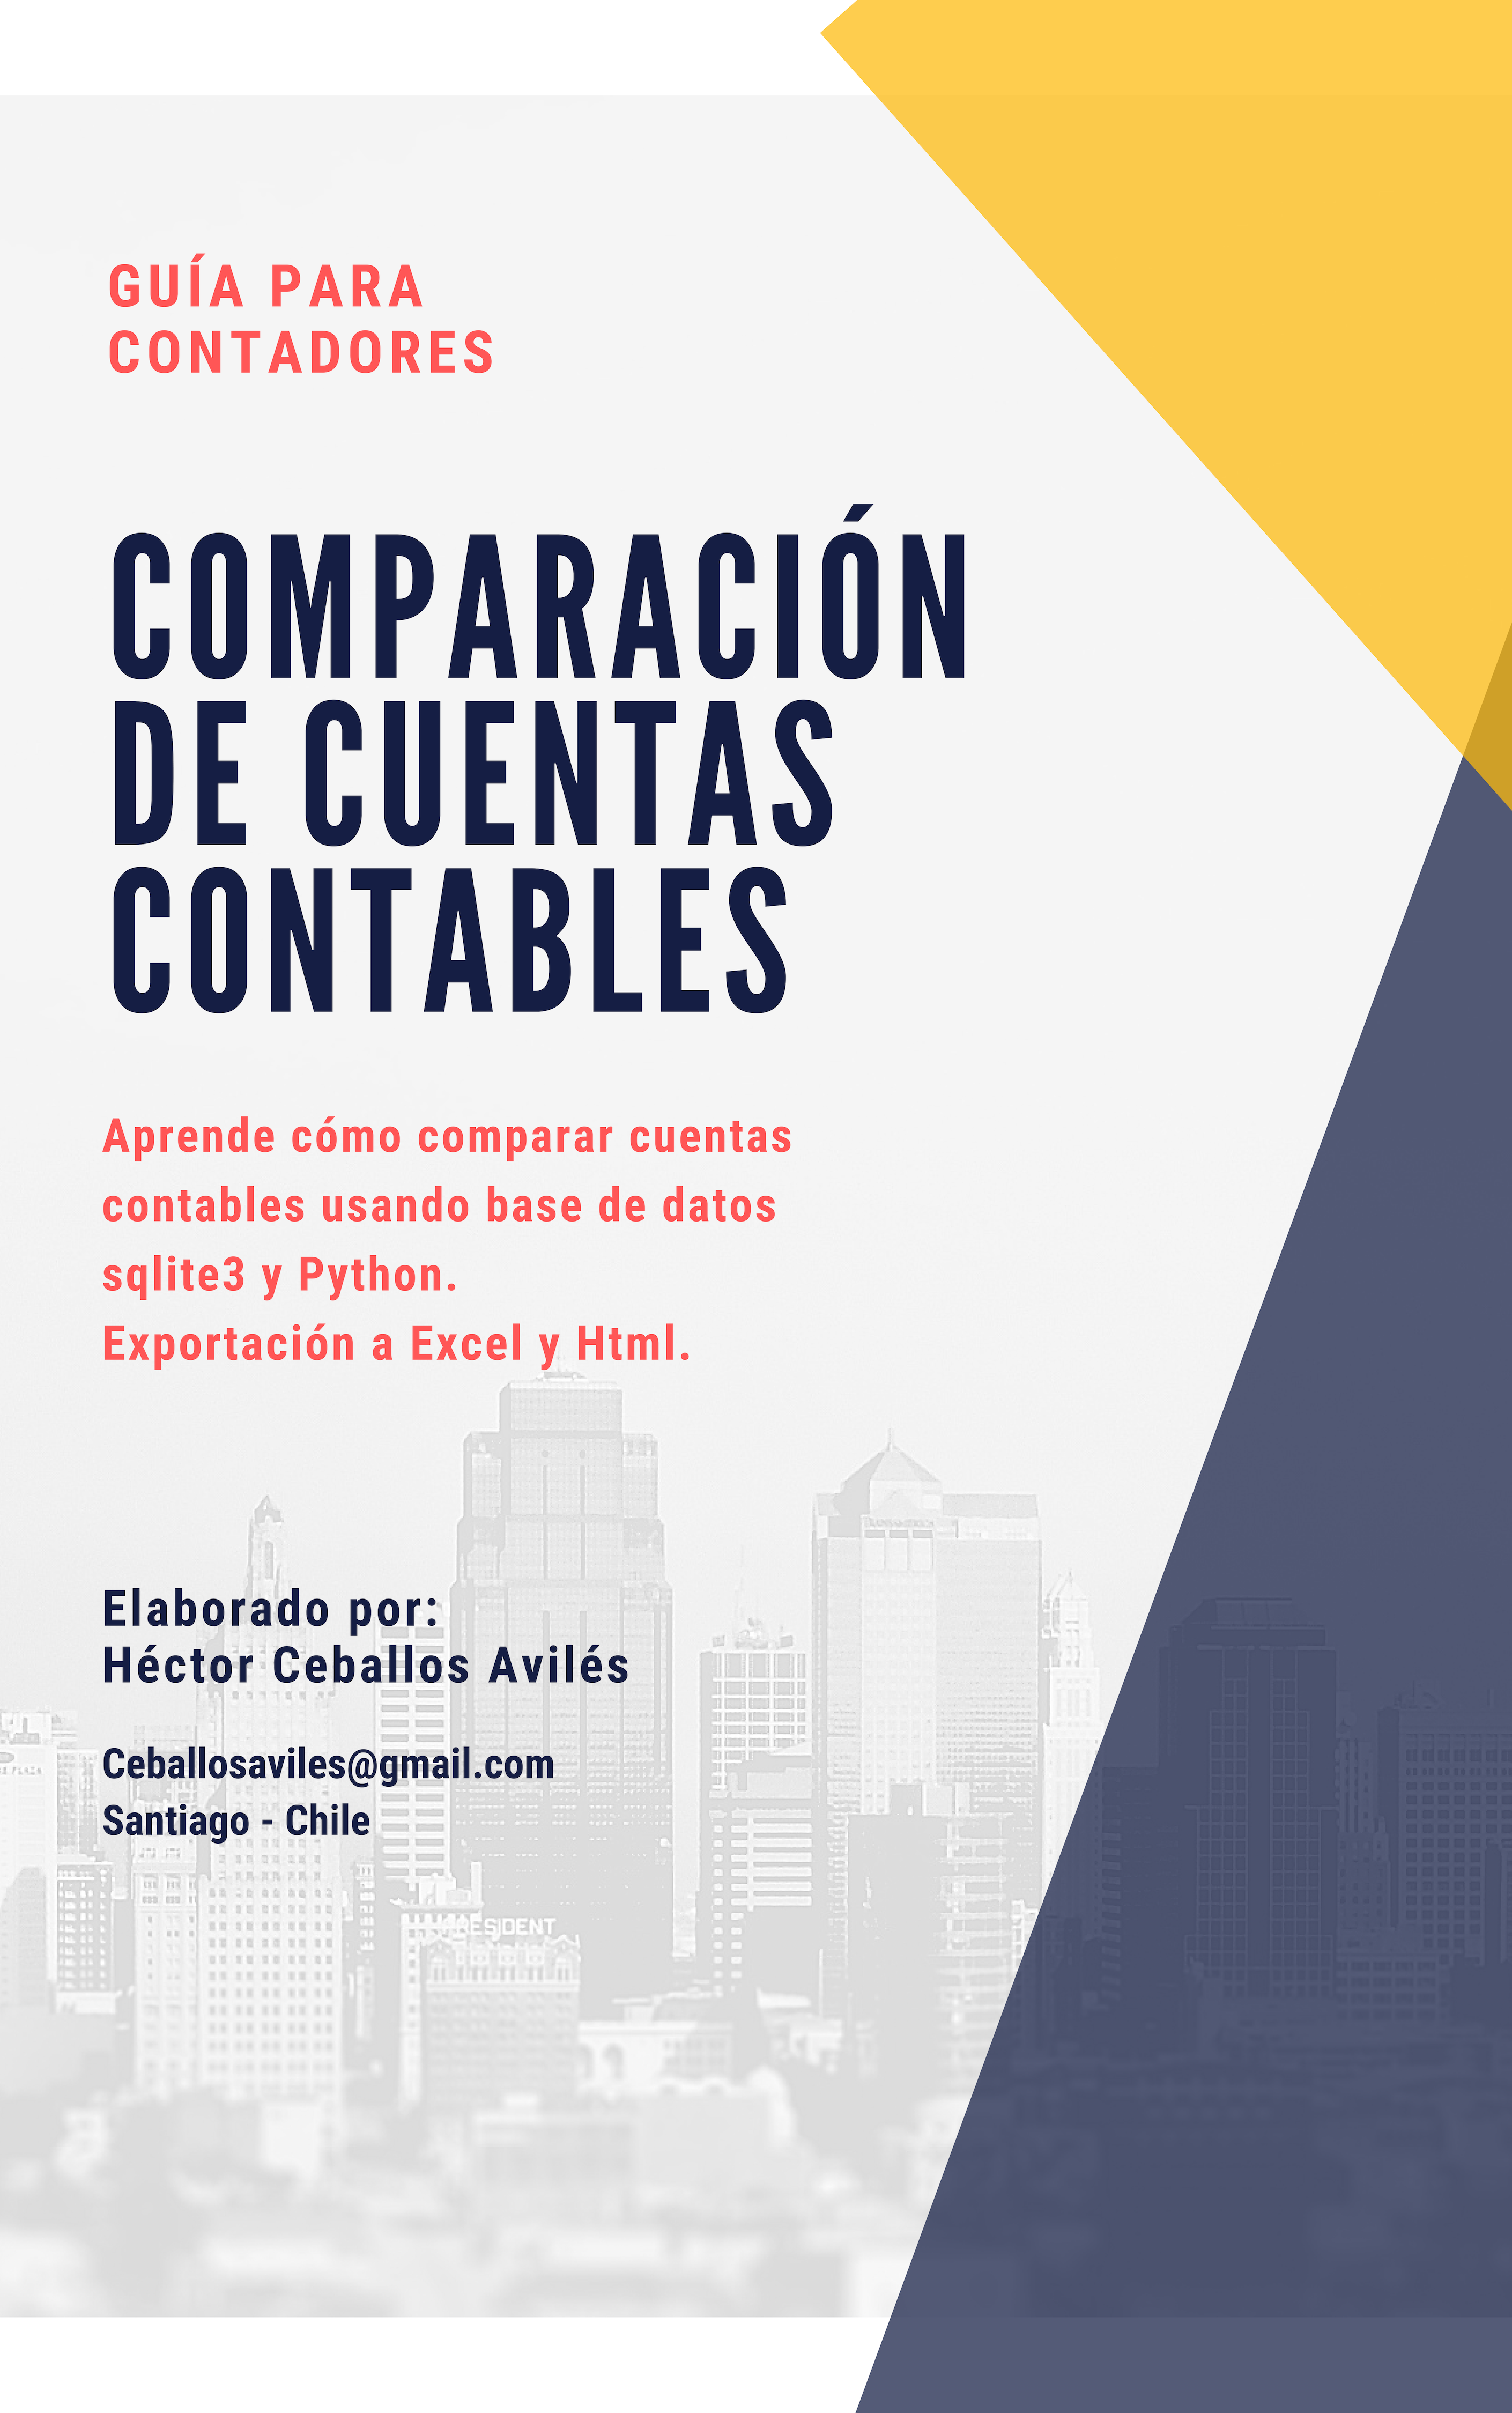 GUÍA PARA
CONTADORES
COMPARACIÓN
DE CUENTAS
CONTABLES
Aprende cómo comparar cuentas
contables usando base de datos
sqlite3 y Python.
Exportación a Excel y Html.
Elaborado por:
Héctor Ceballos Avilés
Ceballosaviles@gmail.com
Santiago - Chile
PRESIDENT